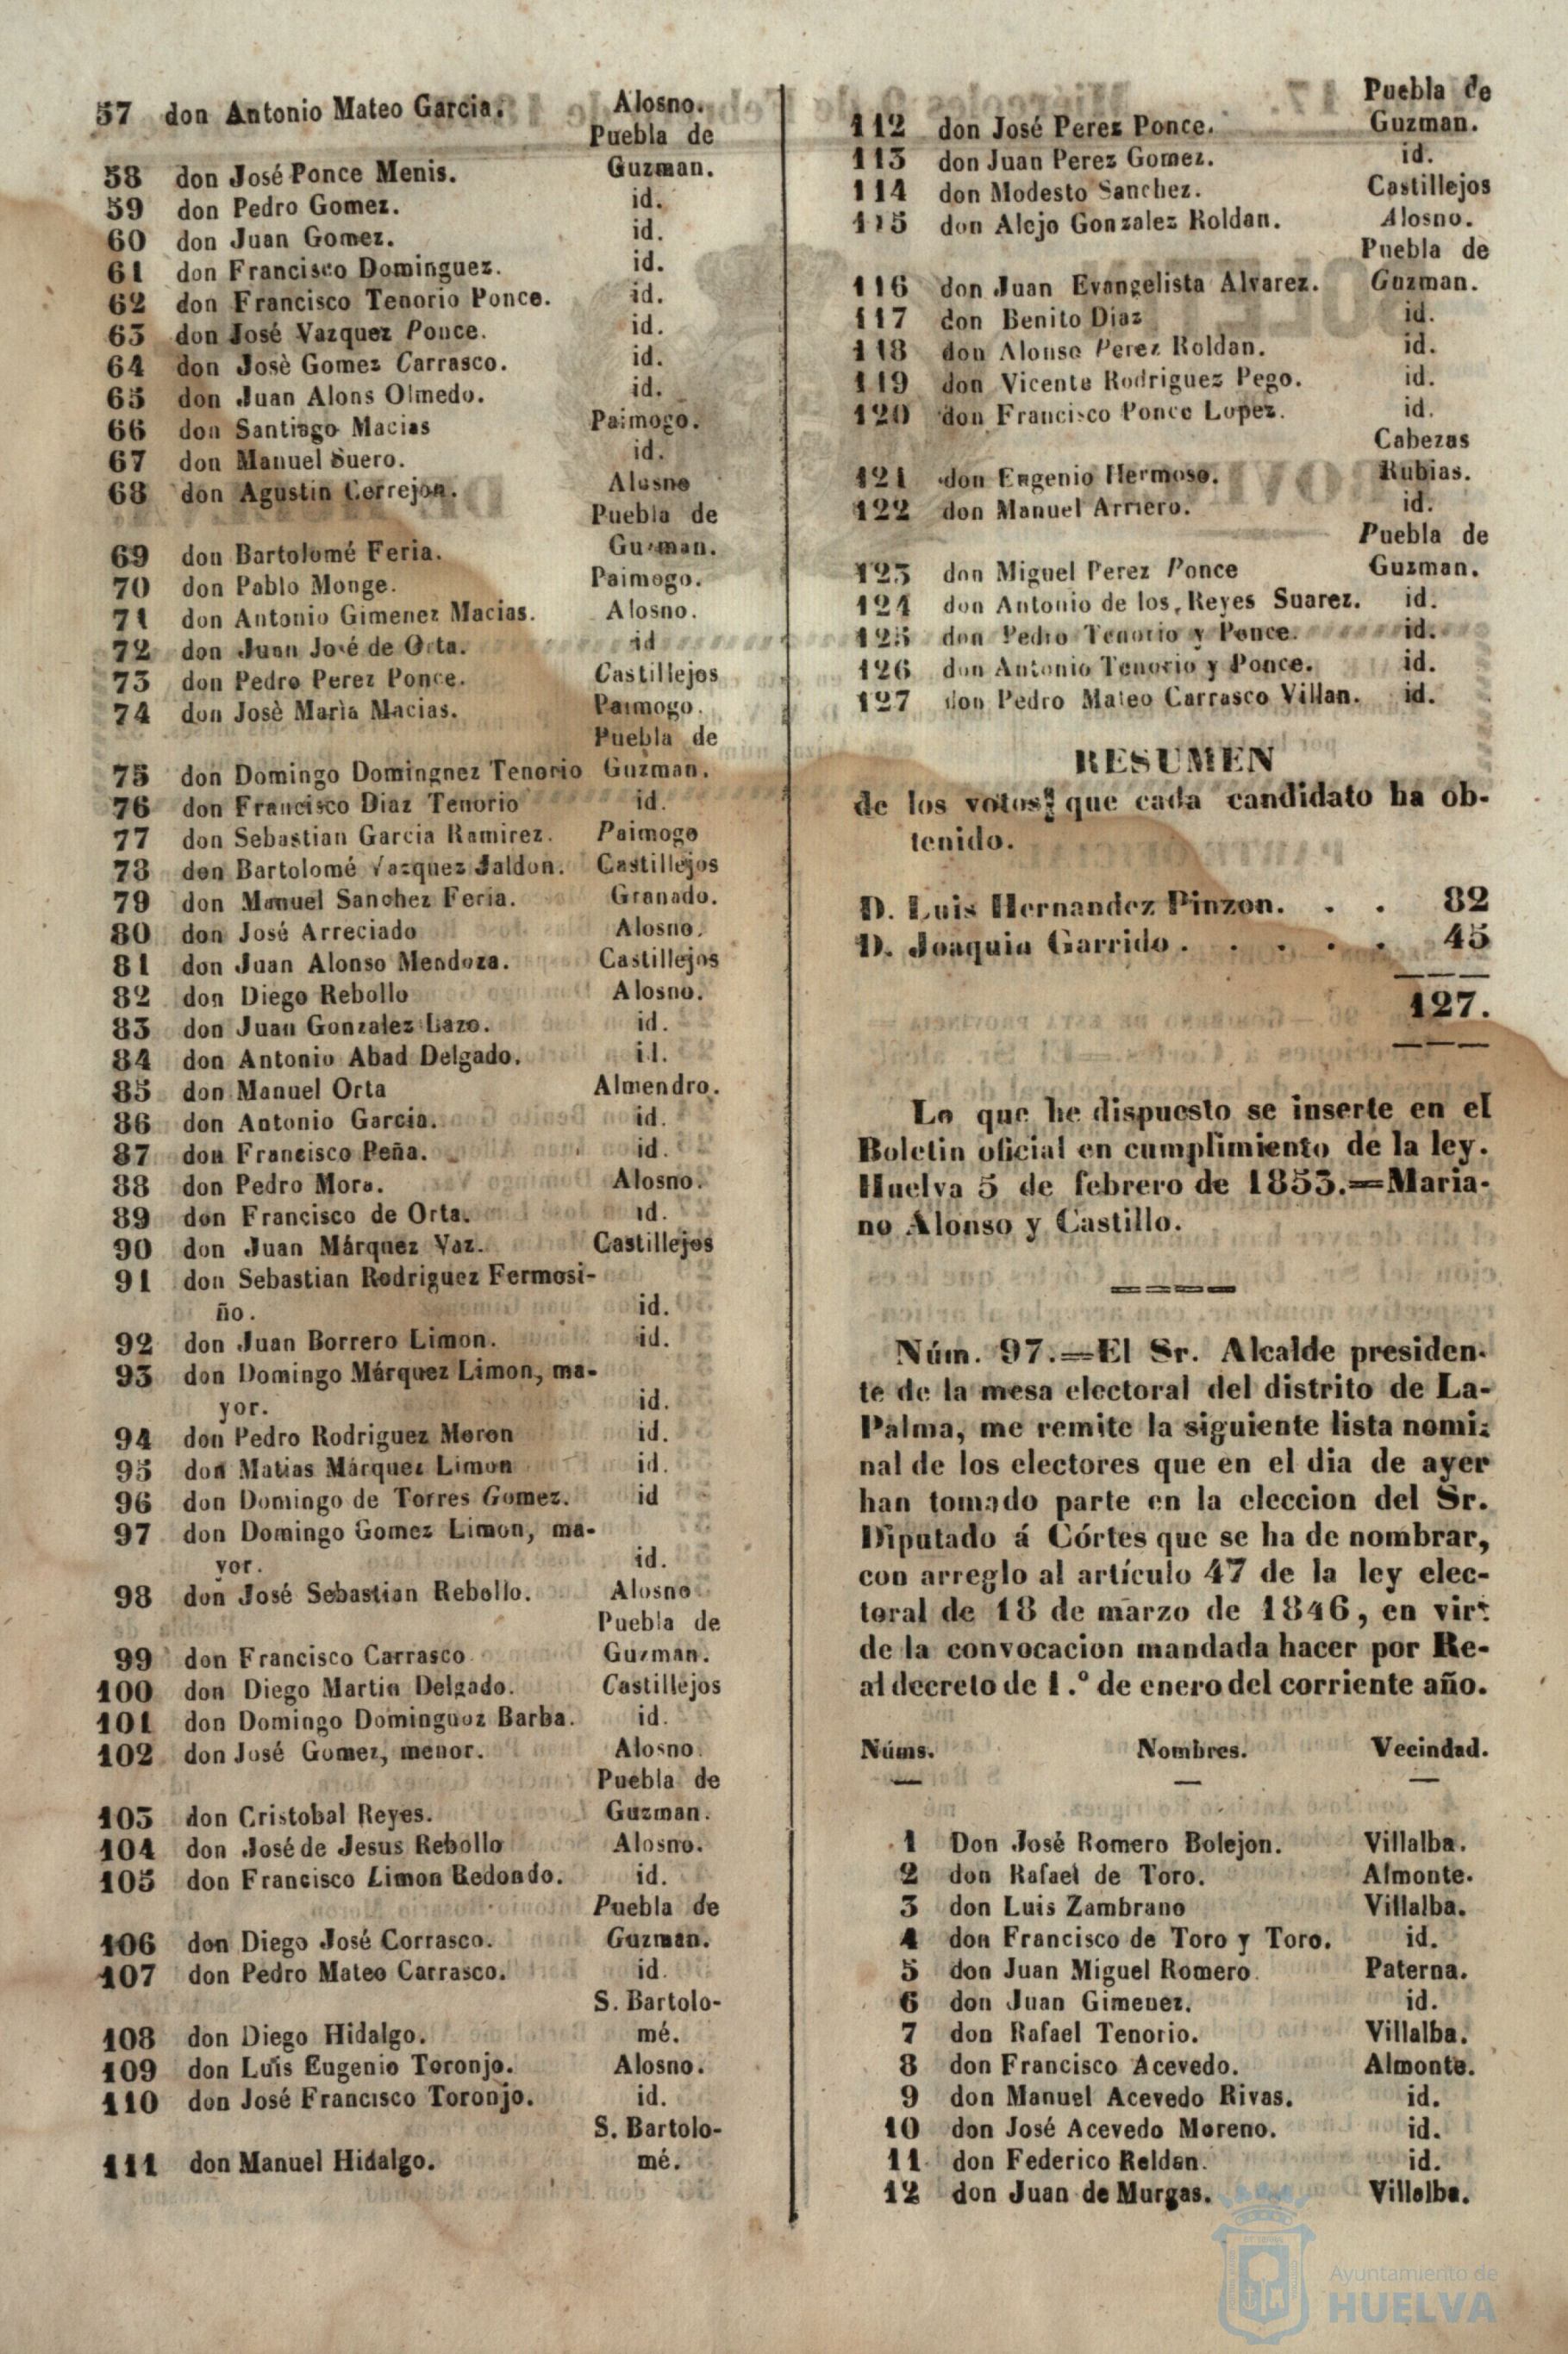 57 don Antonio Mateo Garcia. Alosno.
Puebla de
58 don José Ponce Menis. Guzman.
59 don Pedro Gomez. id.
60 don Juan Gomez. id.
61 don Francisco Dominguez. id.
62 don Francisco Tenorio Ponce. id.
63 don José Vazquez Ponce. id.
64 don Josè Gomez Carrasco. id.
65 don Juan Alons Olmedo. id.
66 don Santiago Macias Paimogo.
67 don Manuel Suero. id.
68 don Agustin Correjon. Alosno
Puebla de
69 don Bartolomé Feria. Guzman.
70 don Pablo Monge. Paimogo.
71 don Antonio Gimenez Macias. Alosno.
72 don Juan José de Orta. id
73 don Pedro Perez Ponce. Castillejos
74 don Josè Marìa Macias. Paimogo.
Puebla de
75 don Domingo Domingnez Tenorio Guzman.
76 don Francisco Diaz Tenorio id.
77 don Sebastian Garcia Ramirez. Paimogo
78 don Bartolomé Vazquez Jaldon. Castillejos
79 don Manuel Sanchez Feria. Granado.
80 don José Arreciado Alosno.
81 don Juan Alonso Mendoza. Castillejos
82 don Diego Rebollo Alosno.
83 don Juan Gonzalez Lazo. id.
84 don Antonio Abad Delgado. id.
85 don Manuel Orta Almendro.
86 don Antonio Garcia. id.
87 don Francisco Peña. id.
88 don Pedro Mora. Alosno.
89 don Francisco de Orta. id.
90 don Juan Márquez Vaz. Castillejos
91 don Sebastian Rodriguez Fermosi-
ño. id.
92 don Juan Borrero Limon. id.
93 don Domingo Márquez Limon, ma-
yor. id.
94 don Pedro Rodriguez Moron id.
95 don Matias Márquez Limon id.
96 don Domingo de Torres Gomez. id
97 don Domingo Gomez Limon, ma-
yor. id.
98 don José Sebastian Rebollo. Alosno
Puebla de
99 don Francisco Carrasco Guzman.
100 don Diego Martin Delgado. Castillejos
101 don Domingo Dominguez Barba. id.
102 don José Gomez, menor. Alosno.
Puebla de
103 don Cristobal Reyes. Guzman.
104 don José de Jesus Rebollo Alosno.
105 don Francisco Limon Redondo. id.
Puebla de
106 don Diego José Corrasco. Guzman.
107 don Pedro Mateo Carrasco. id.
S. Bartolo-
108 don Diego Hidalgo. mé.
109 don Luis Eugenio Toronjo. Alosno.
110 don José Francisco Toronjo. id.
S. Bartolo-
111 don Manuel Hidalgo. mé.
Puebla de
112 don José Perez Ponce. Guzman.
113 don Juan Perez Gomez. id.
114 don Modesto Sanchez. Castillejos
115 don Alejo Gonzalez Roldan. Alosno.
Puebla de
116 don Juan Evangelista Alvarez. Guzman.
117 don Benito Diaz id.
118 don Alonso Perez Roldan. id.
119 don Vicente Rodriguez Pego. id.
120 don Francisco Ponce Lopez. id.
Cabezas
121 don Eugenio Hermoso. Rubias.
122 don Manuel Arriero. id.
Puebla de
123 don Miguel Perez Ponce Guzman.
124 don Antonio de los Reyes Suarez. id.
125 don Pedro Tenorio y Ponce. id.
126 don Antonio Tenorio y Ponce. id.
127 don Pedro Mateo Carrasco Villan. id.
RESUMEN
de los votos que cada candidato ha ob-
tenido.
D. Luis Hernandez Pinzon. . . 82
D. Joaquin Garrido . . . . . 45
127.
Lo que he dispuesto se inserte en el
Boletin oficial en cumplimiento de la ley.
Huelva 5 de febrero de 1853.=Maria-
no Alonso y Castillo.
Núm. 97.=El Sr. Alcalde presiden-
te de la mesa electoral del distrito de La-
Palma, me remite la siguiente lista nomi-
nal de los electores que en el dia de ayer
han tomado parte en la eleccion del Sr.
Diputado á Córtes que se ha de nombrar,
con arreglo al artículo 47 de la ley elec-
toral de 18 de marzo de 1846, en virt
de la convocacion mandada hacer por Re-
al decreto de 1.º de enero del corriente año.
Núms. Nombres. Vecindad.
1 Don José Romero Bolejon. Villalba.
2 don Rafael de Toro. Almonte.
3 don Luis Zambrano Villalba.
4 don Francisco de Toro y Toro. id.
5 don Juan Miguel Romero. Paterna.
6 don Juan Gimenez. id.
7 don Rafael Tenorio. Villalba.
8 don Francisco Acevedo. Almonte.
9 don Manuel Acevedo Rivas. id.
10 don José Acevedo Moreno. id.
11 don Federico Roldan. id.
12 don Juan de Murgas. Villalba.
Ayuntamiento de
HUELVA